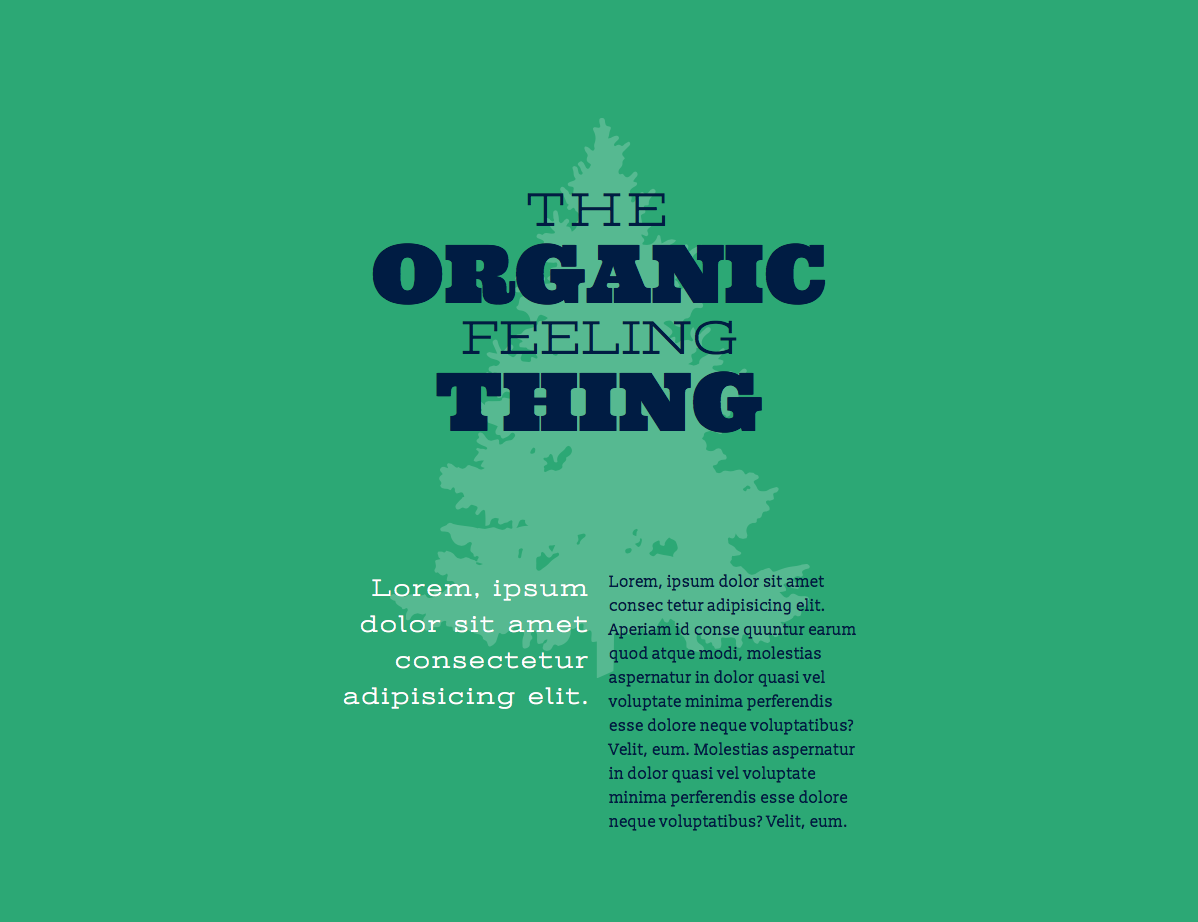 THE
ORGANIC
FEELING
THING
Lorem, ipsum
dolor sit amet
consectetur
adipisicing elit.
Lorem, ipsum dolor sit amet
consec tetur adipisicing elit.
Aperiam id conse quuntur earum
quod atque modi, molestias
aspernatur in dolor quasi vel
voluptate minima perferendis
esse dolore neque voluptatibus?
Velit, eum. Molestias aspernatur
in dolor quasi vel voluptate
minima perferendis esse dolore
neque voluptatibus? Velit, eum.